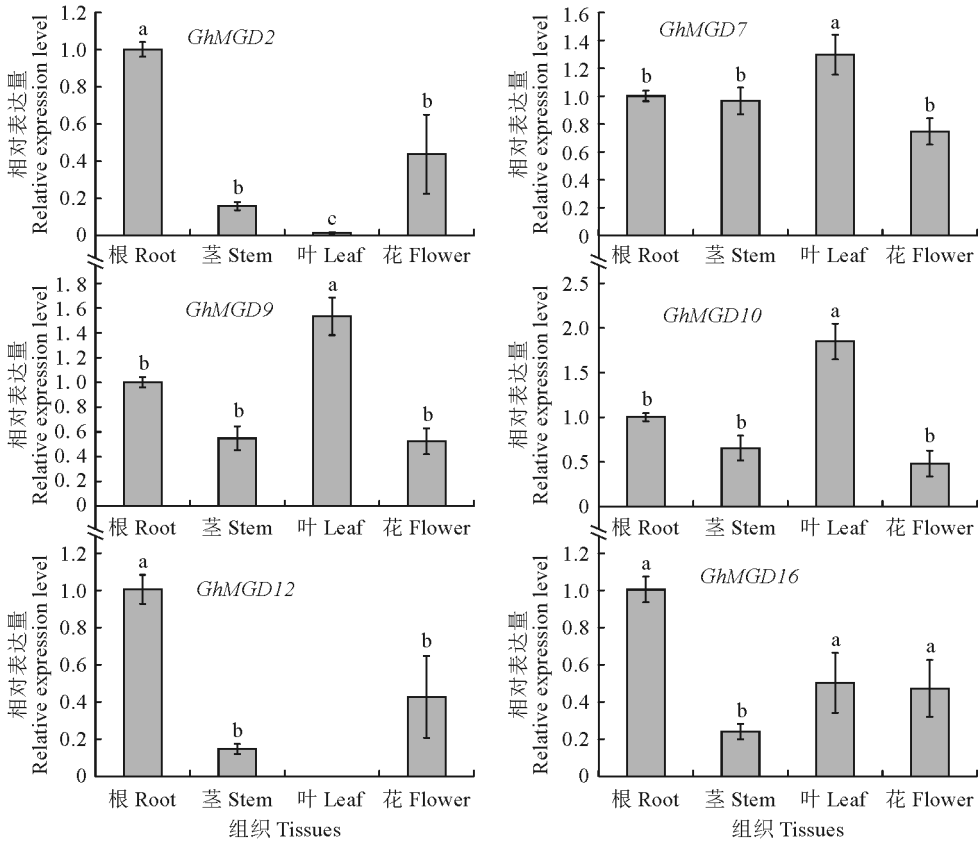 相对表达量
Relative expression level
1.2
1.0
0.8
0.6
0.4
0.2
0
GhMGD2
a
b
c
b
根 Root
茎 Stem
叶 Leaf
花 Flower
相对表达量
Relative expression level
1.6
1.4
1.2
1.0
0.8
0.6
0.4
0.2
0
GhMGD7
b
b
a
b
根 Root
茎 Stem
叶 Leaf
花 Flower
相对表达量
Relative expression level
1.8
1.6
1.4
1.2
1.0
0.8
0.6
0.4
0.2
0
GhMGD9
b
b
a
b
根 Root
茎 Stem
叶 Leaf
花 Flower
相对表达量
Relative expression level
2.5
2.0
1.5
1.0
0.5
0
GhMGD10
b
b
a
b
根 Root
茎 Stem
叶 Leaf
花 Flower
相对表达量
Relative expression level
1.2
1.0
0.8
0.6
0.4
0.2
0
GhMGD12
a
b
b
根 Root
茎 Stem
叶 Leaf
花 Flower
组织 Tissues
相对表达量
Relative expression level
1.2
1.0
0.8
0.6
0.4
0.2
0
GhMGD16
a
b
a
a
根 Root
茎 Stem
叶 Leaf
花 Flower
组织 Tissues